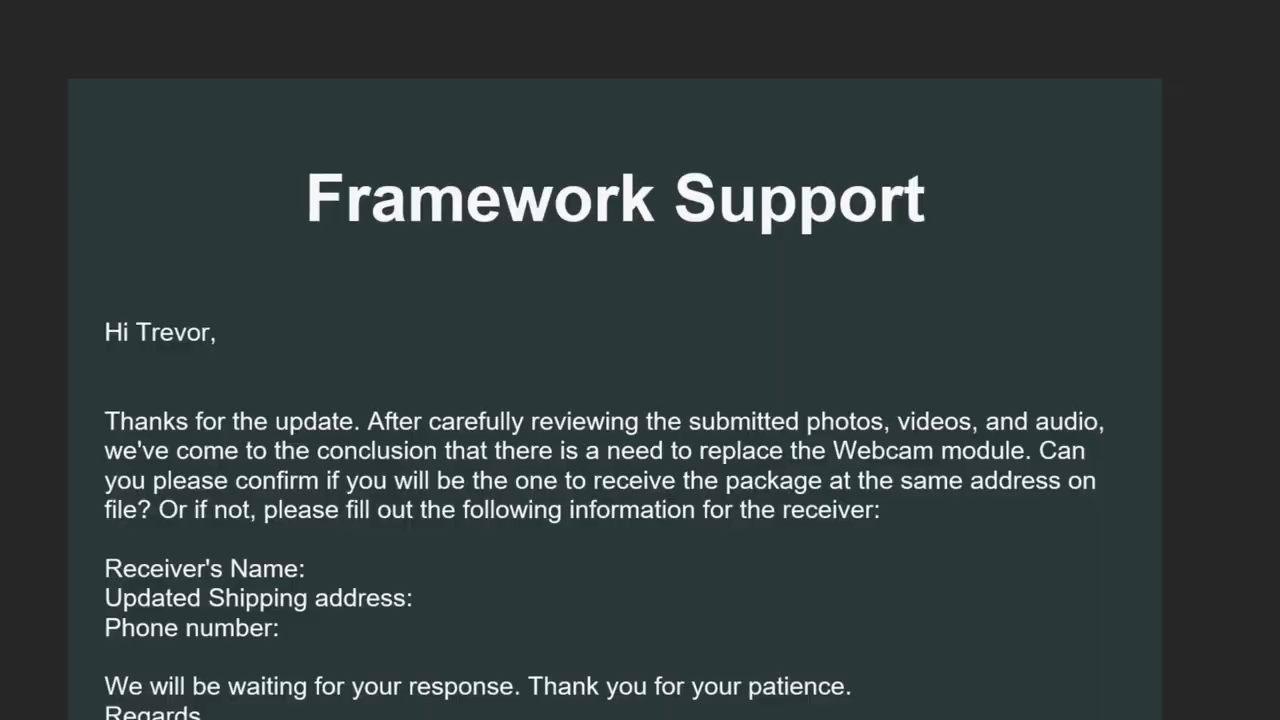 Framework Support
Hi Trevor,
Thanks for the update. After carefully reviewing the submitted photos, videos, and audio,
we've come to the conclusion that there is a need to replace the Webcam module. Can
you please confirm if you will be the one to receive the package at the same address on
file? Or if not, please fill out the following information for the receiver:
Receiver's Name:
Updated Shipping address:
Phone number:
We will be waiting for your response. Thank you for your patience.
Regards